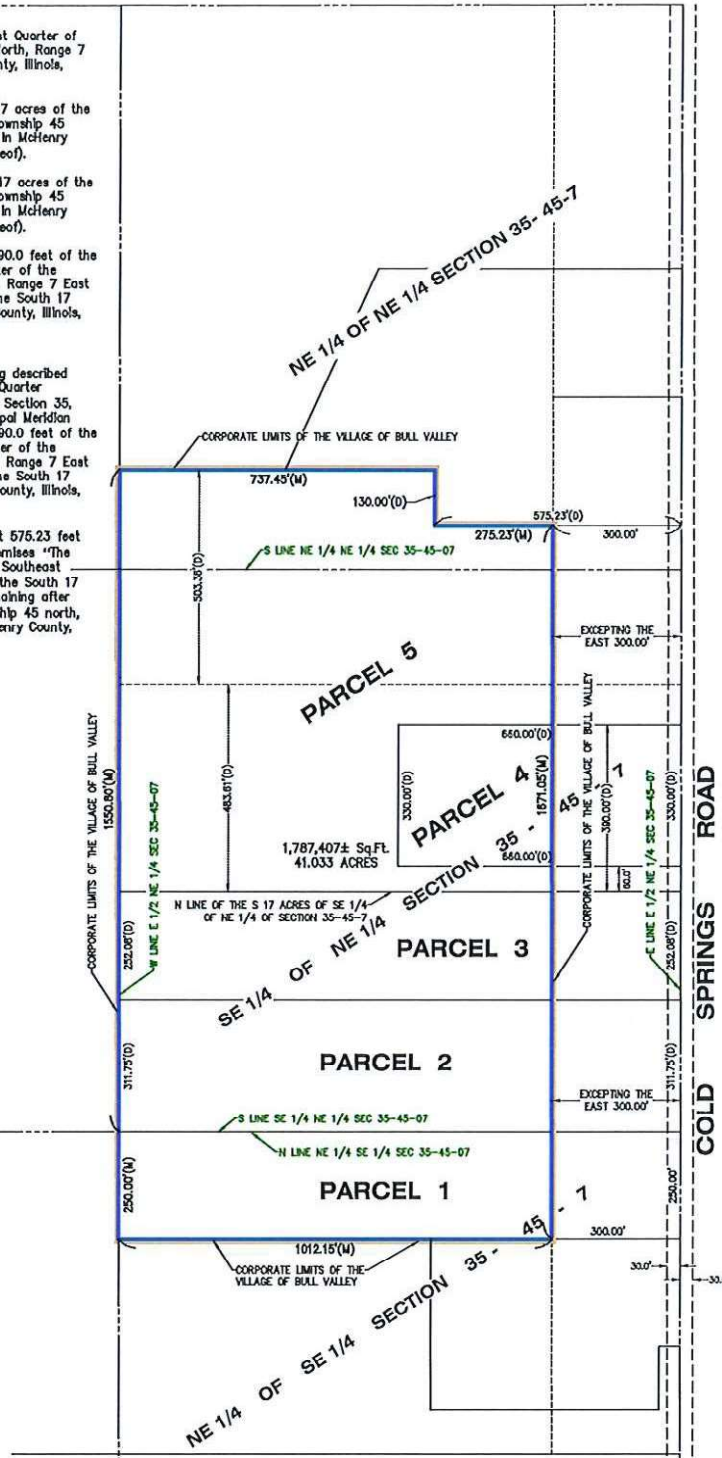 st Quarter of
orth, Range 7
nty, Illinois,
7 acres of the
ownship 45
in McHenry
eof).
17 acres of the
ownship 45
in McHenry
eof).
90.0 feet of the
er of the
Range 7 East
he South 17
ounty, Illinois,
g described
Quarter
Section 35,
pal Meridian
90.0 feet of the
er of the
Range 7 East
he South 17
ounty, Illinois,
t 575.23 feet
mises "The
Southeast
the South 17
aining after
hip 45 north,
enry County,
NE 1/4 OF NE 1/4 SECTION 35- 45-7
CORPORATE LIMITS OF THE VILLAGE OF BULL VALLEY
737.45'(M)
130.00'(D)
575.23'(D)
275.23'(M)
300.00'
S LINE NE 1/4 NE 1/4 SEC 35-45-07
503.38'(D)
EXCEPTING THE
EAST 300.00'
PARCEL 5
CORPORATE LIMITS OF THE VILLAGE OF BULL VALLEY
1550.80'(M)
W LINE E 1/2 NE 1/4 SEC 35-45-07
483.61'(D)
660.00'(D)
330.00'(D)
PARCEL 4
1671.05'(M)
660.00'(D)
CORPORATE LIMITS OF THE VILLAGE OF BULL VALLEY
390.00'(D)
60.0'
330.00'(D)
E LINE E 1/2 NE 1/4 SEC 35-45-07
1,787,407± Sq.Ft.
41.033 ACRES
N LINE OF THE S 17 ACRES OF SE 1/4
OF NE 1/4 OF SECTION 35-45-7
SE 1/4 OF NE 1/4 SECTION 35 - 45 - 7
252.08'(D)
PARCEL 3
252.08'(D)
COLD SPRINGS ROAD
311.75'(D)
PARCEL 2
311.75'(D)
EXCEPTING THE
EAST 300.00'
S LINE SE 1/4 NE 1/4 SEC 35-45-07
N LINE NE 1/4 SE 1/4 SEC 35-45-07
250.00'(M)
PARCEL 1
250.00'
1012.15'(M)
300.00'
CORPORATE LIMITS OF THE
VILLAGE OF BULL VALLEY
30.0'
NE 1/4 OF SE 1/4 SECTION 35- 45 - 7